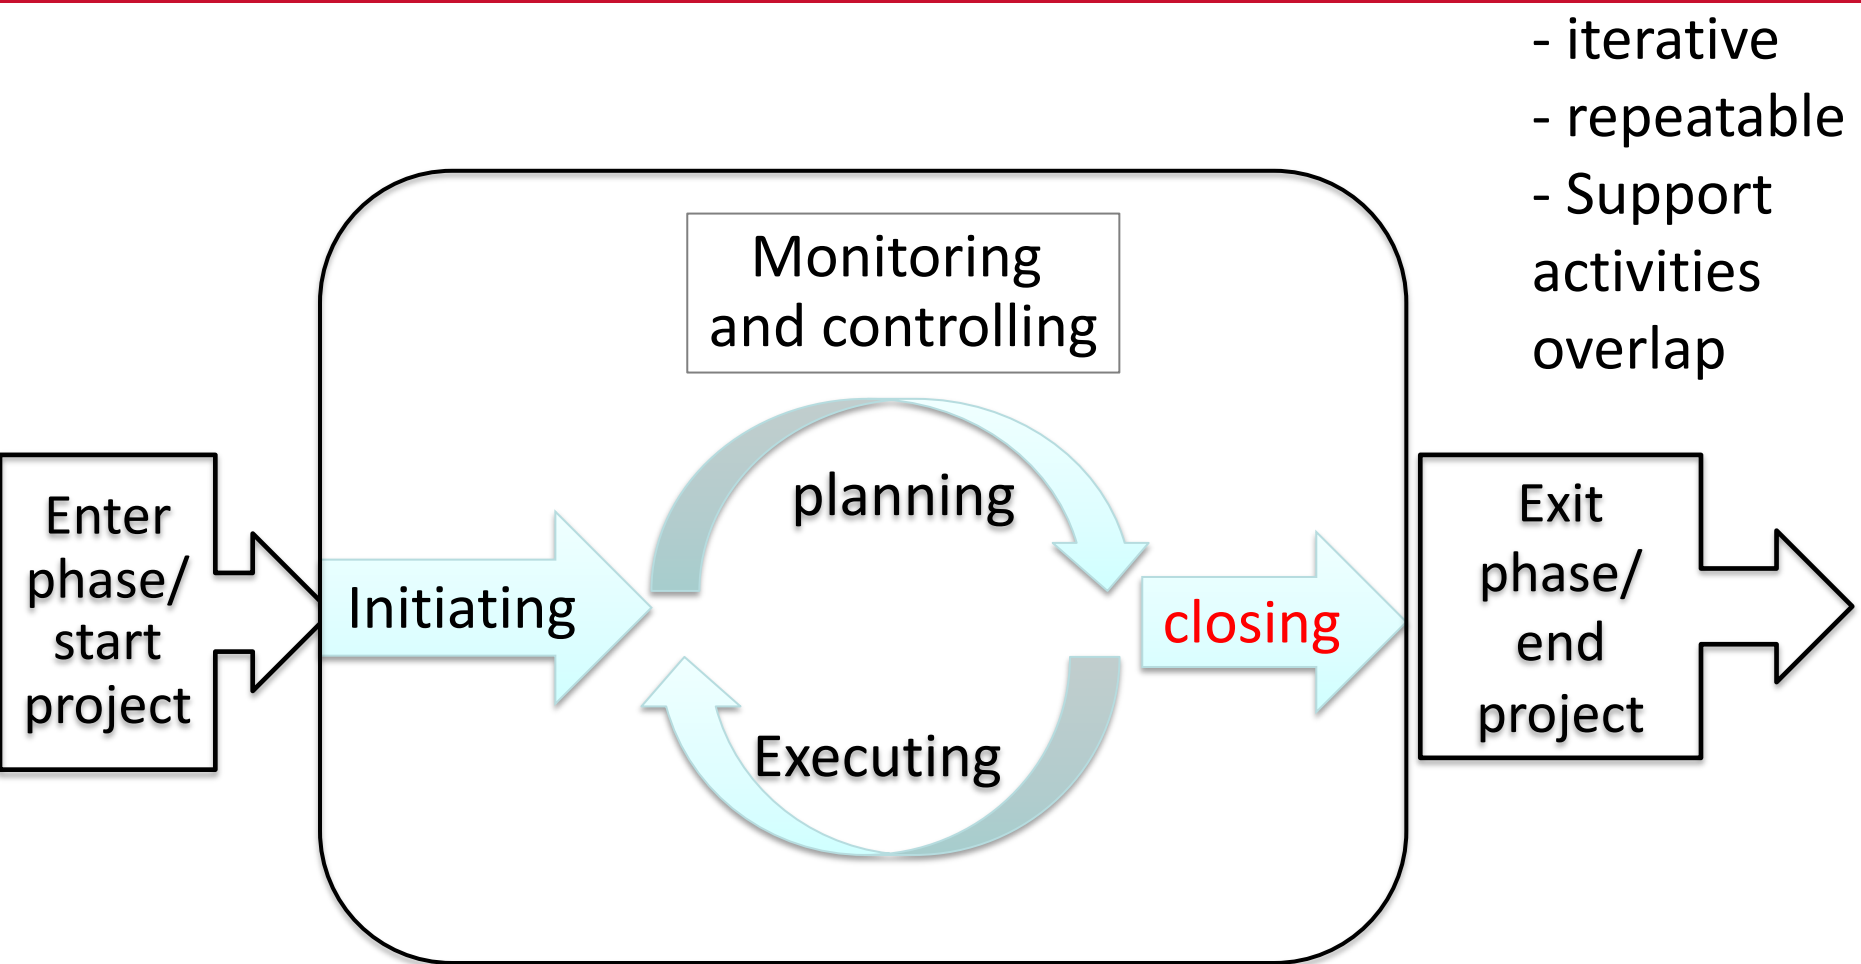 - iterative
- repeatable
- Support
activities
overlap
Monitoring
and controlling
Enter
phase/
start
project
Initiating
planning
Executing
closing
Exit
phase/
end
project